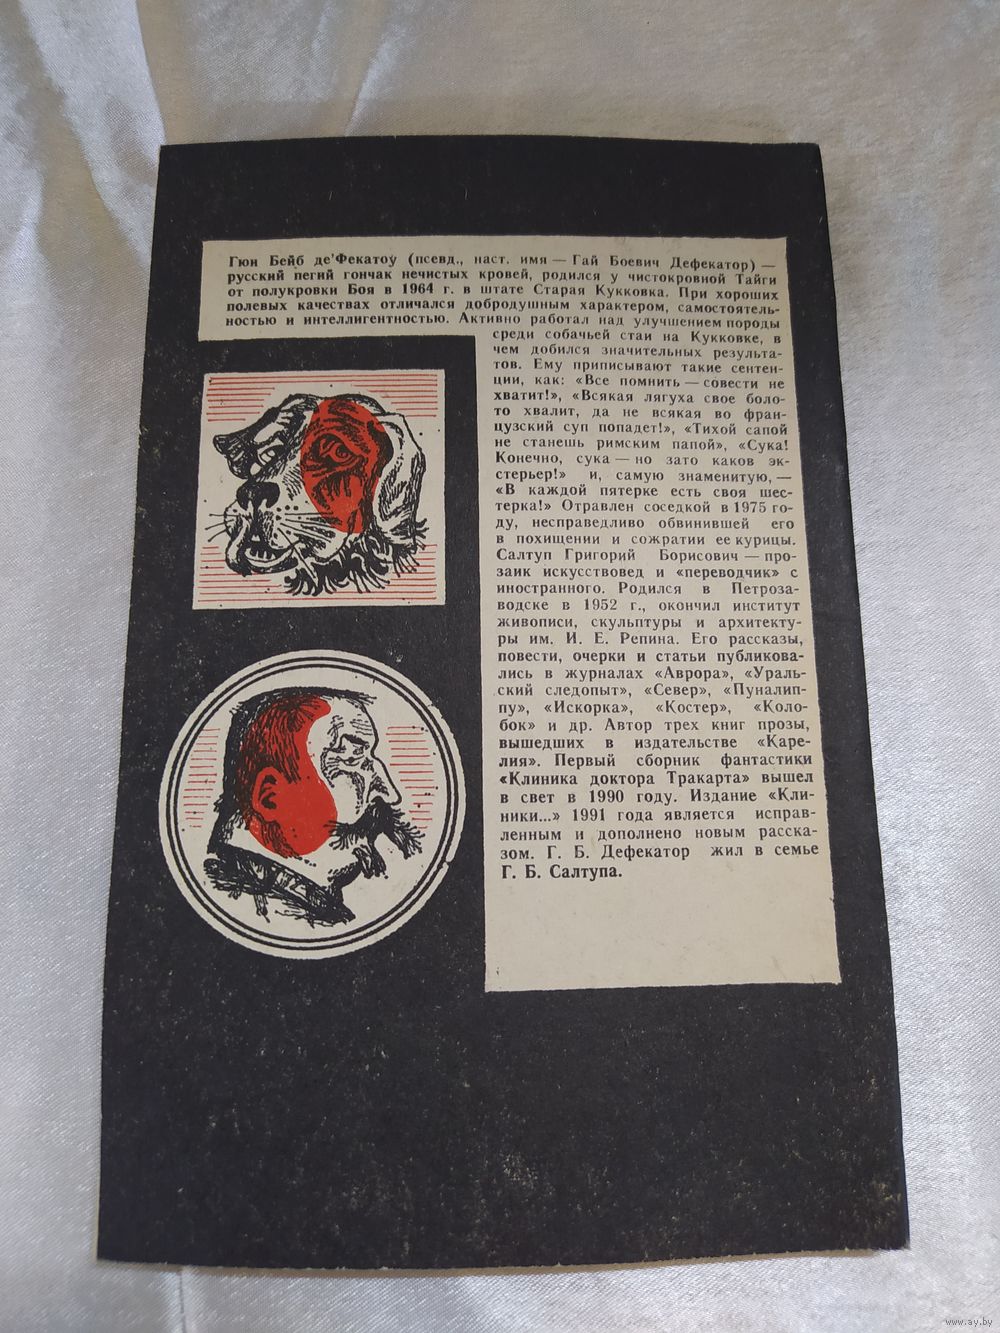 Гюн Бейб де'Фекатоў (псевд., наст. имя — Гай Боевич Дефекатор) —
русский пегий гончак нечистых кровей, родился у чистокровной Тайги
от полукровки Боя в 1964 г. в штате Старая Кукковка. При хороших
полевых качествах отличался добродушным характером, самостоятель-
ностью и интеллигентностью. Активно работал над улучшением породы
среди собачьей стаи на Кукковке, в
чем добился значительных результа-
тов. Ему приписывают такие сентен-
ции, как: «Все помнить — совести не
хватит!», «Всякая лягуха свое боло-
то хвалит, да не всякая во фран-
цузский суп попадет!», «Тихой сапой
не станешь римским папой», «Сука!
Конечно, сука — но зато каков эк-
стерьер!» и, самую знаменитую, —
«В каждой пятерке есть своя шес-
терка!» Отравлен соседкой в 1975 го-
ду, несправедливо обвинившей его
в похищении и сожратии ее курицы.
Салтуп Григорий Борисович — про-
заик искусствовед и «переводчик» с
иностранного. Родился в Петроза-
водске в 1952 г., окончил институт
живописи, скульптуры и архитекту-
ры им. И. Е. Репина. Его рассказы,
повести, очерки и статьи публикова-
лись в журналах «Аврора», «Ураль-
ский следопыт», «Север», «Пуналип-
пу», «Искорка», «Костер», «Коло-
бок» и др. Автор трех книг прозы,
вышедших в издательстве «Каре-
лия». Первый сборник фантастики
«Клиника доктора Тракарта» вышел
в свет в 1990 году. Издание «Кли-
ники...» 1991 года является исправ-
ленным и дополнено новым расска-
зом. Г. Б. Дефекатор жил в семье
Г. Б. Салтупа.
www.ay.by